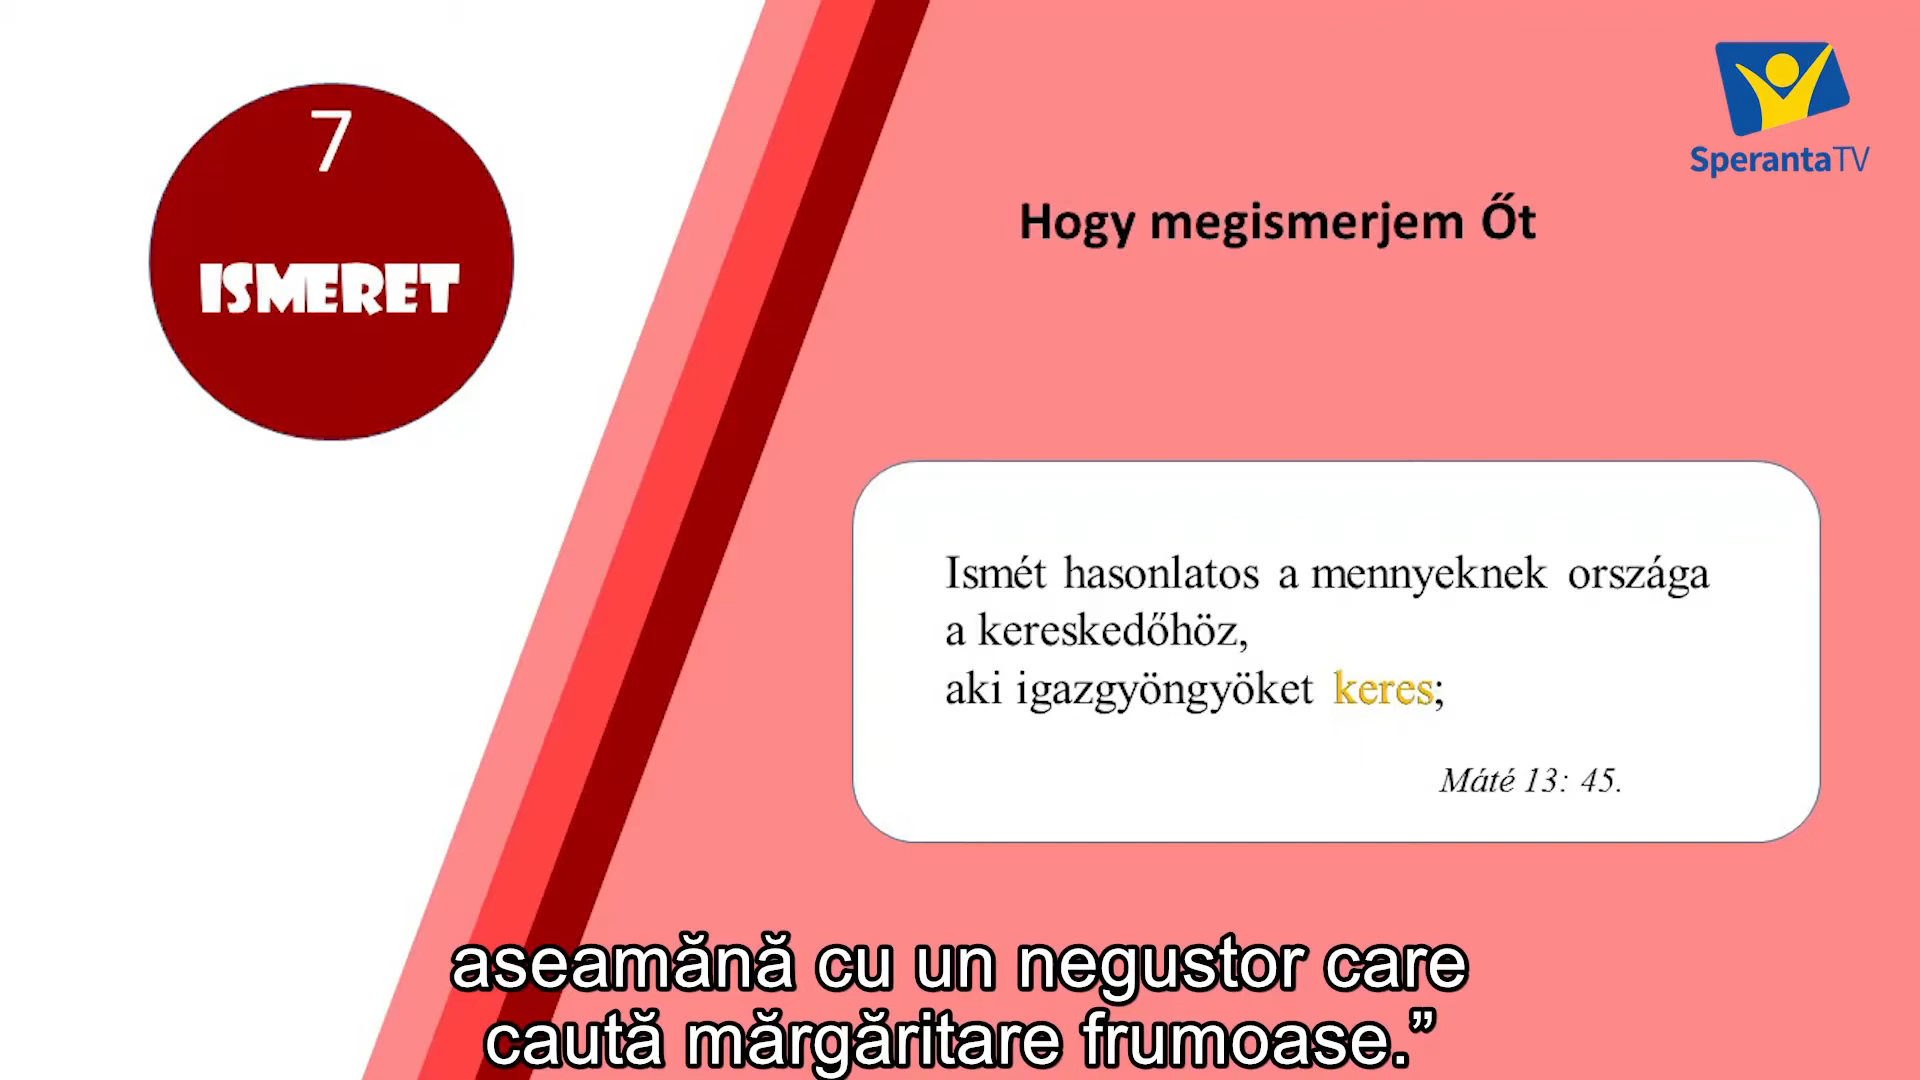 7
ISMERET
SperantaTV
Hogy megismerjem Őt
Ismét hasonlatos a mennyeknek országa
a kereskedőhöz,
aki igazgyöngyöket keres;
Máté 13: 45.
aseamănă cu un negustor care
caută mărgăritare frumoase.”